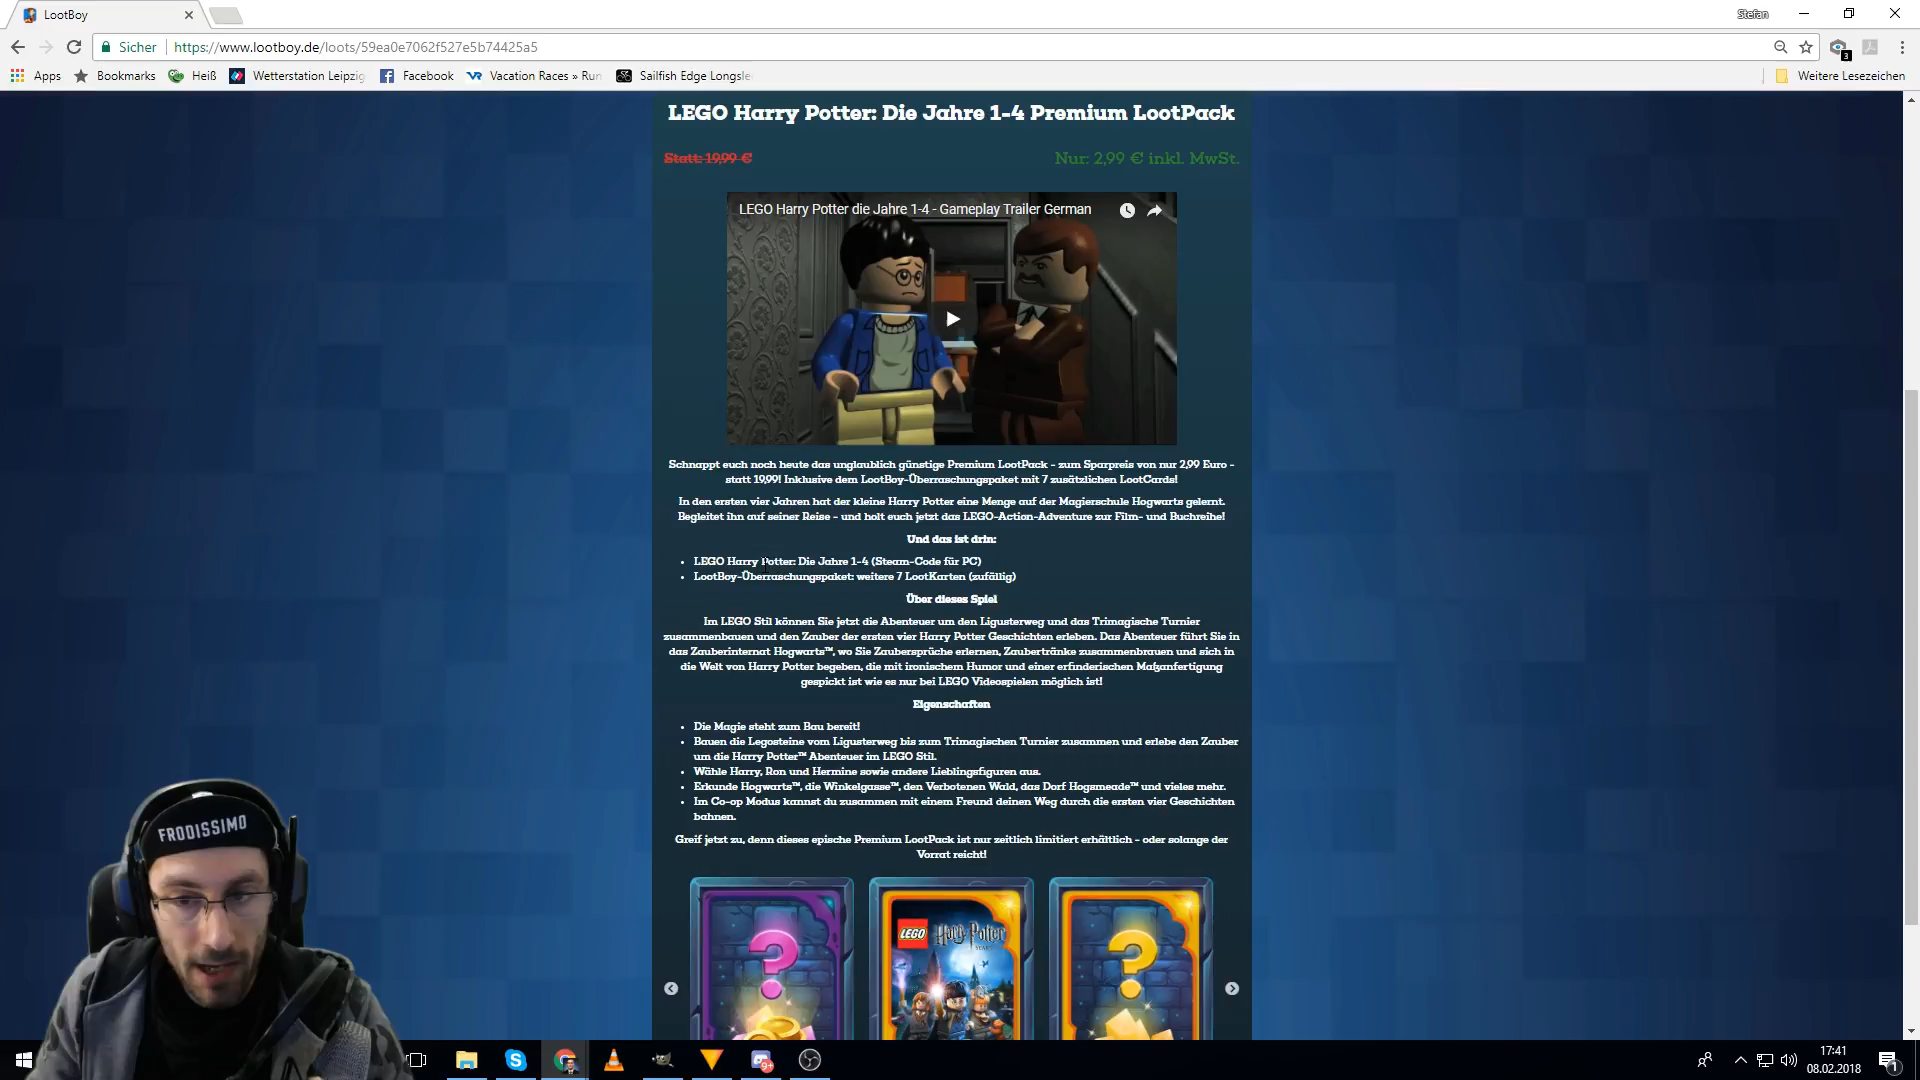 LootBoy
Stefan
Sicher
https://www.lootboy.de/loots/59ea0e7062f527e5b74425a5
3
Apps
Bookmarks
Heiß
Wetterstation Leipzig
Facebook
Vacation Races » Run
Sailfish Edge Longsle
Weitere Lesezeichen
LEGO Harry Potter: Die Jahre 1-4 Premium LootPack
Statt: 19,99 €
Nur: 2,99 € inkl. MwSt.
LEGO Harry Potter die Jahre 1-4 - Gameplay Trailer German
Schnappt euch noch heute das unglaublich günstige Premium LootPack - zum Sparpreis von nur 2,99 Euro -
statt 19,99! Inklusive dem LootBoy-Überraschungspaket mit 7 zusätzlichen LootCards!
In den ersten vier Jahren hat der kleine Harry Potter eine Menge auf der Magierschule Hogwarts gelernt.
Begleitet ihn auf seiner Reise - und holt euch jetzt das LEGO-Action-Adventure zur Film- und Buchreihe!
Und das ist drin:
• LEGO Harry Potter: Die Jahre 1-4 (Steam-Code für PC)
• LootBoy-Überraschungspaket: weitere 7 LootKarten (zufällig)
Über dieses Spiel
Im LEGO Stil können Sie jetzt die Abenteuer um den Ligusterweg und das Trimagische Turnier
zusammenbauen und den Zauber der ersten vier Harry Potter Geschichten erleben. Das Abenteuer führt Sie in
das Zauberinternat Hogwarts™, wo Sie Zaubersprüche erlernen, Zaubertränke zusammenbrauen und sich in
die Welt von Harry Potter begeben, die mit ironischem Humor und einer erfinderischen Maßanfertigung
gespickt ist wie es nur bei LEGO Videospielen möglich ist!
Eigenschaften
• Die Magie steht zum Bau bereit!
• Bauen die Legosteine vom Ligusterweg bis zum Trimagischen Turnier zusammen und erlebe den Zauber
um die Harry Potter™ Abenteuer im LEGO Stil.
• Wähle Harry, Ron und Hermine sowie andere Lieblingsfiguren aus.
• Erkunde Hogwarts™, die Winkelgasse™, den Verbotenen Wald, das Dorf Hogsmeade™ und vieles mehr.
• Im Co-op Modus kannst du zusammen mit einem Freund deinen Weg durch die ersten vier Geschichten
bahnen.
Greif jetzt zu, denn dieses epische Premium LootPack ist nur zeitlich limitiert erhältlich - oder solange der
Vorrat reicht!
FRODISSIMO
?
LEGO Harry Potter
?
9+
17:41
08.02.2018
1